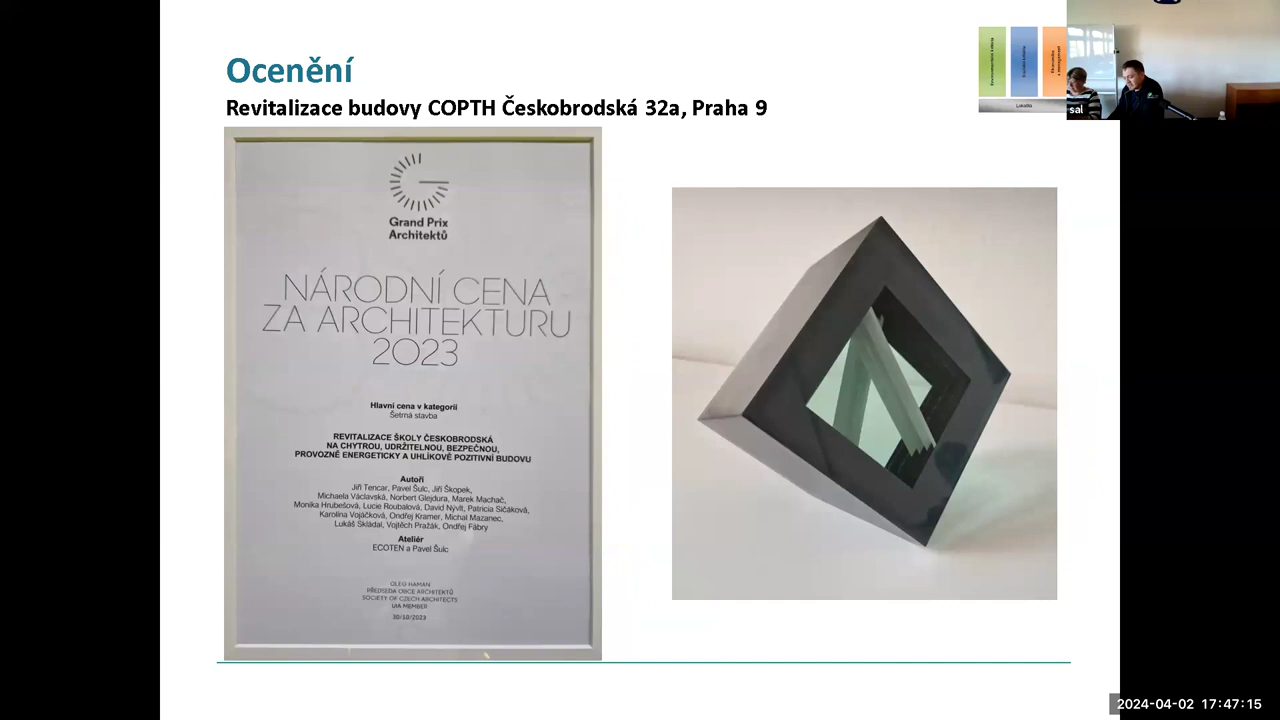 Ocenění
Revitalizace budovy COPTH Českobrodská 32a, Praha 9
Grand Prix
Architektů
NÁRODNÍ CENA
ZA ARCHITEKTURU
2023
Hlavní cena v kategorii
Šetrná stavba
REVITALIZACE ŠKOLY ČESKOBRODSKÁ
NA CHYTROU, UDRŽITELNOU, BEZPEČNOU,
PROVOZNĚ ENERGETICKY A UHLÍKOVĚ POZITIVNÍ BUDOVU
Autoři
Jiří Tencar, Pavel Šulc, Jiří Škopek,
Michaela Václavská, Norbert Glejdura, Marek Machač,
Monika Hrubešová, Lucie Roubalová, David Nývlt, Patricia Sičáková,
Karolína Vojáčková, Ondřej Kramer, Michal Mazanec,
Lukáš Skládal, Vojtěch Pražák, Ondřej Fábry
Ateliér
ECOTEN a Pavel Šulc
OLEG HAMAN
PŘEDSEDA OBCE ARCHITEKTŮ
SOCIETY OF CZECH ARCHITECTS
UIA MEMBER
30/10/2023
Lokalita
sal
2024-04-02 17:47:15